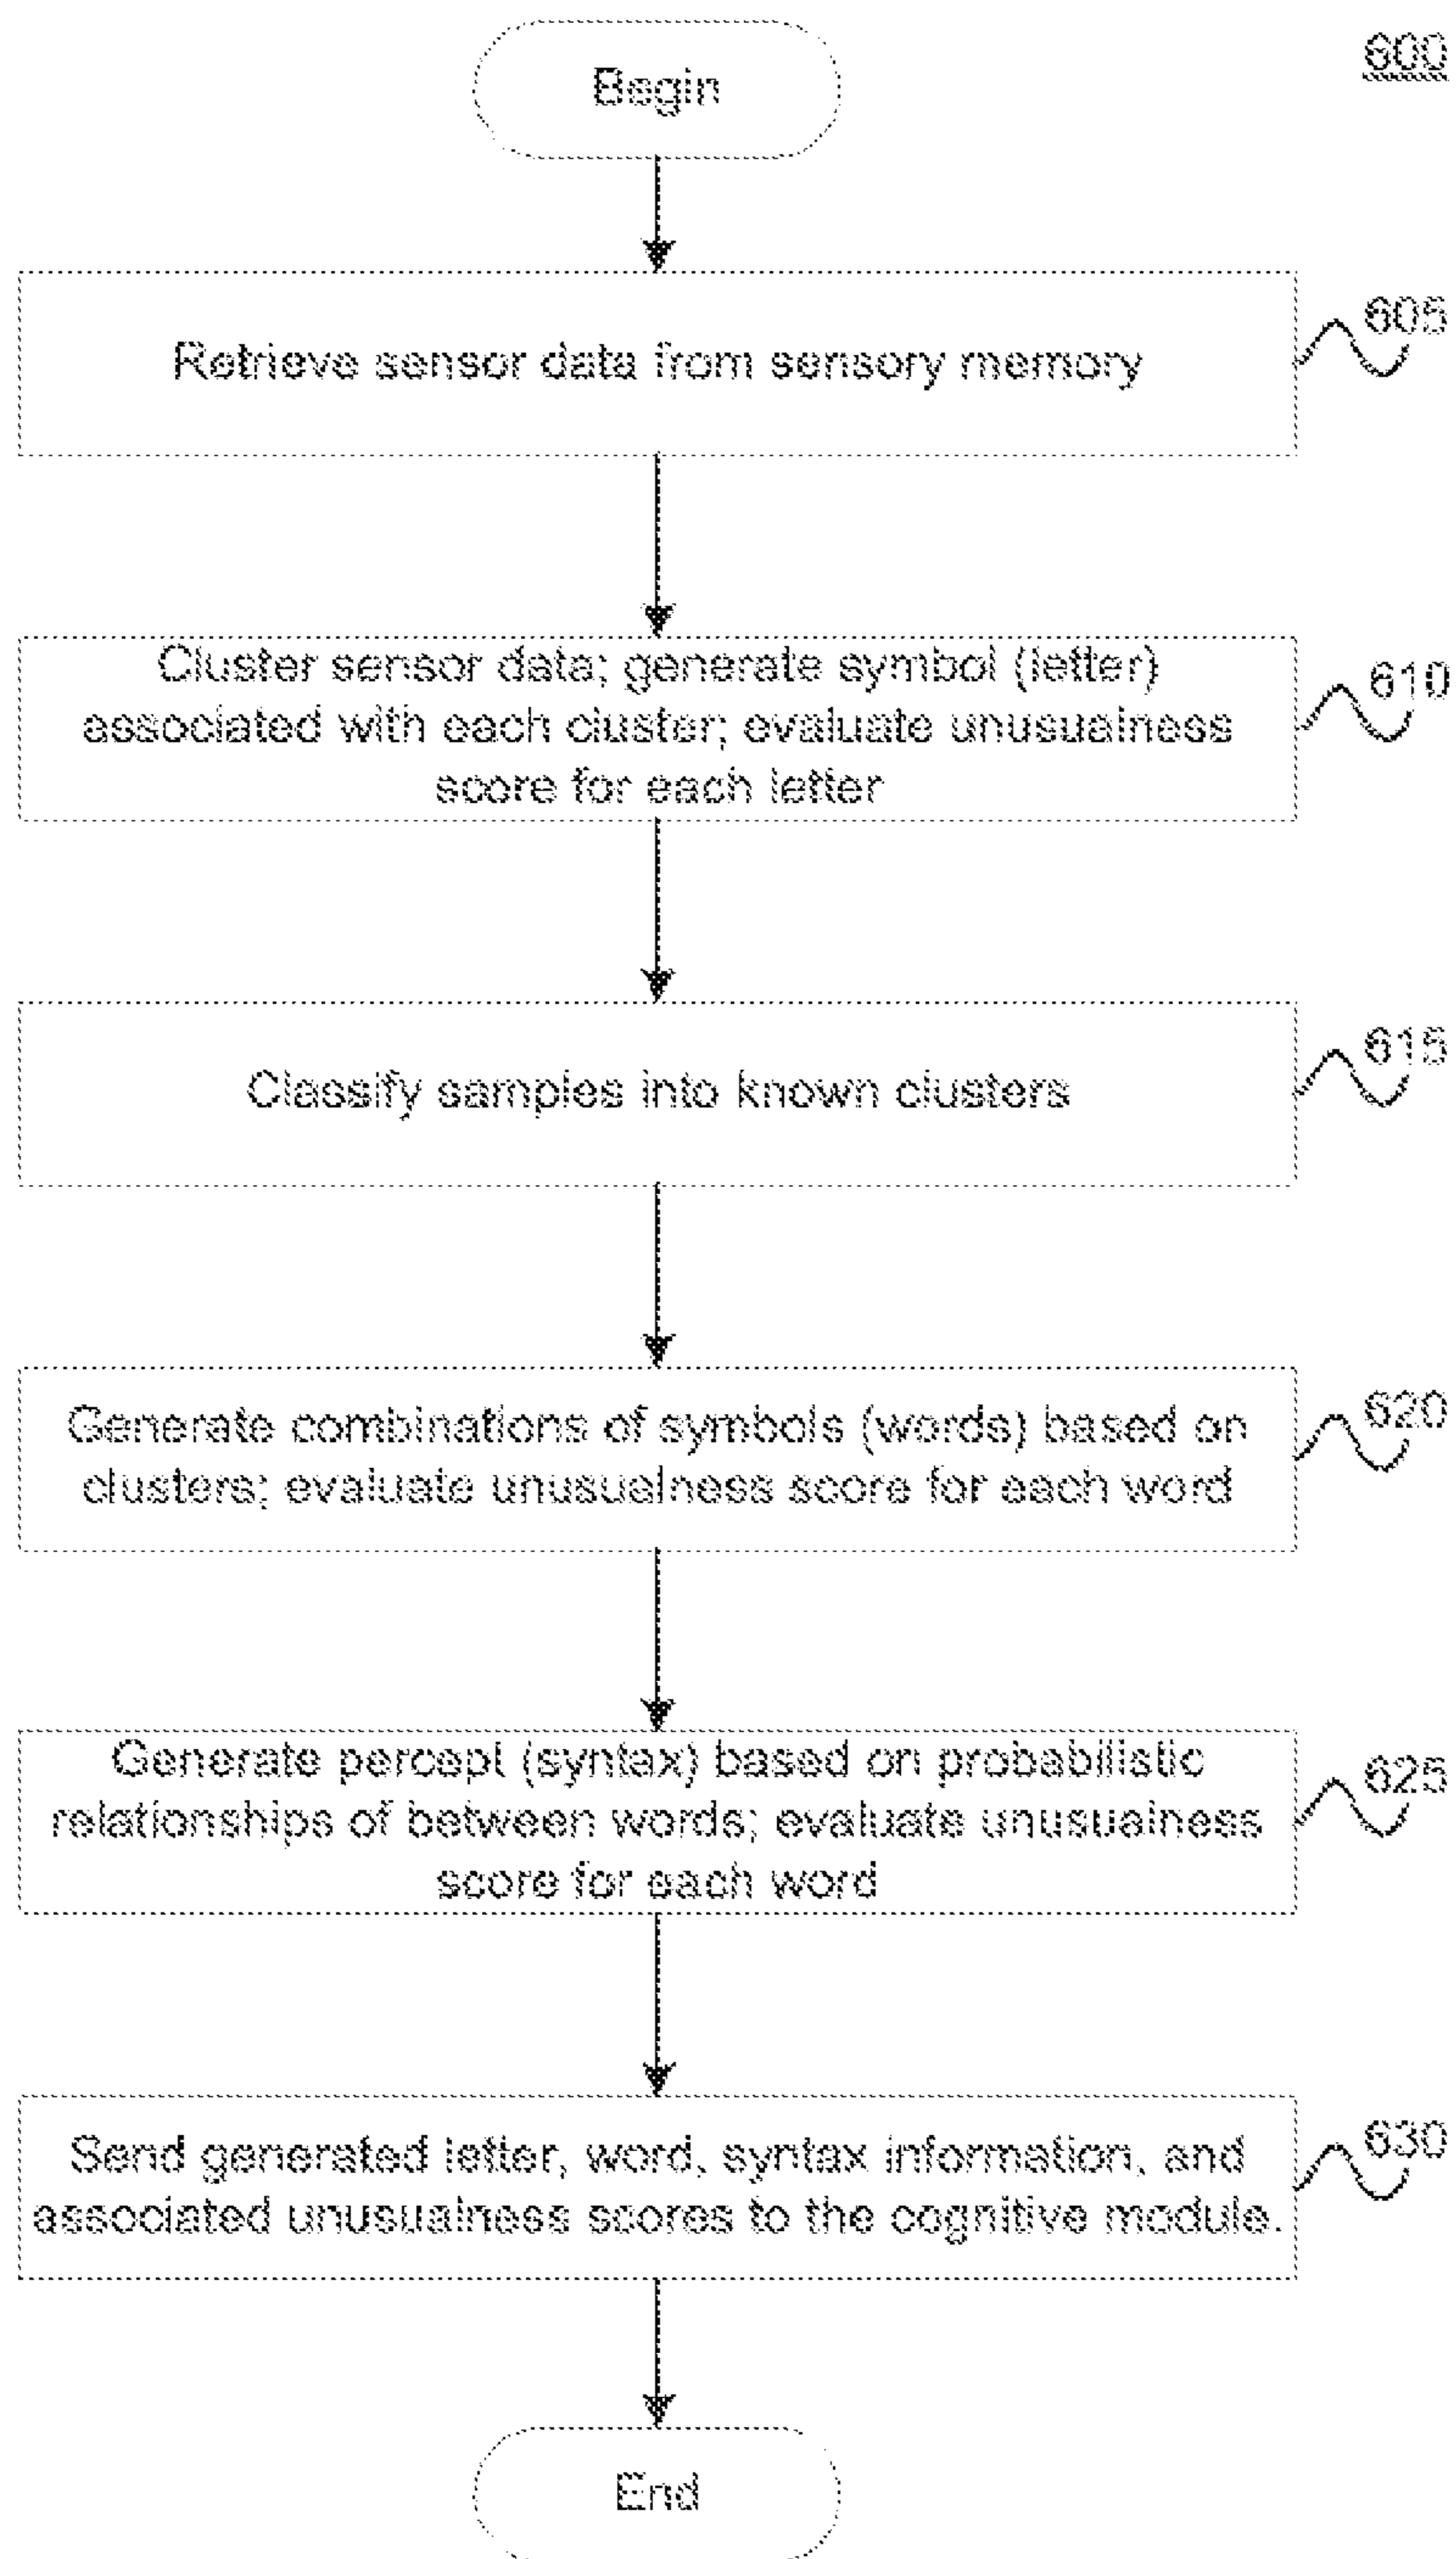 600
Begin
Retrieve sensor data from sensory memory
605
Cluster sensor data; generate symbol (letter)
associated with each cluster; evaluate unusualness
score for each letter
610
Classify samples into known clusters
615
Generate combinations of symbols (words) based on
clusters; evaluate unusualness score for each word
620
Generate percept (syntax) based on probabilistic
relationships of between words; evaluate unusualness
score for each word
625
Send generated letter, word, syntax information, and
associated unusualness scores to the cognitive module.
630
End